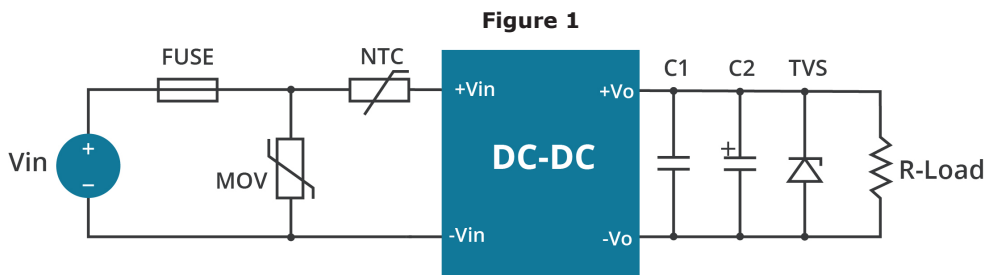 Figure 1
FUSE
NTC
C1
C2
TVS
+Vin
+Vo
+
+
Vin
DC-DC
R-Load
−
MOV
-Vin
-Vo